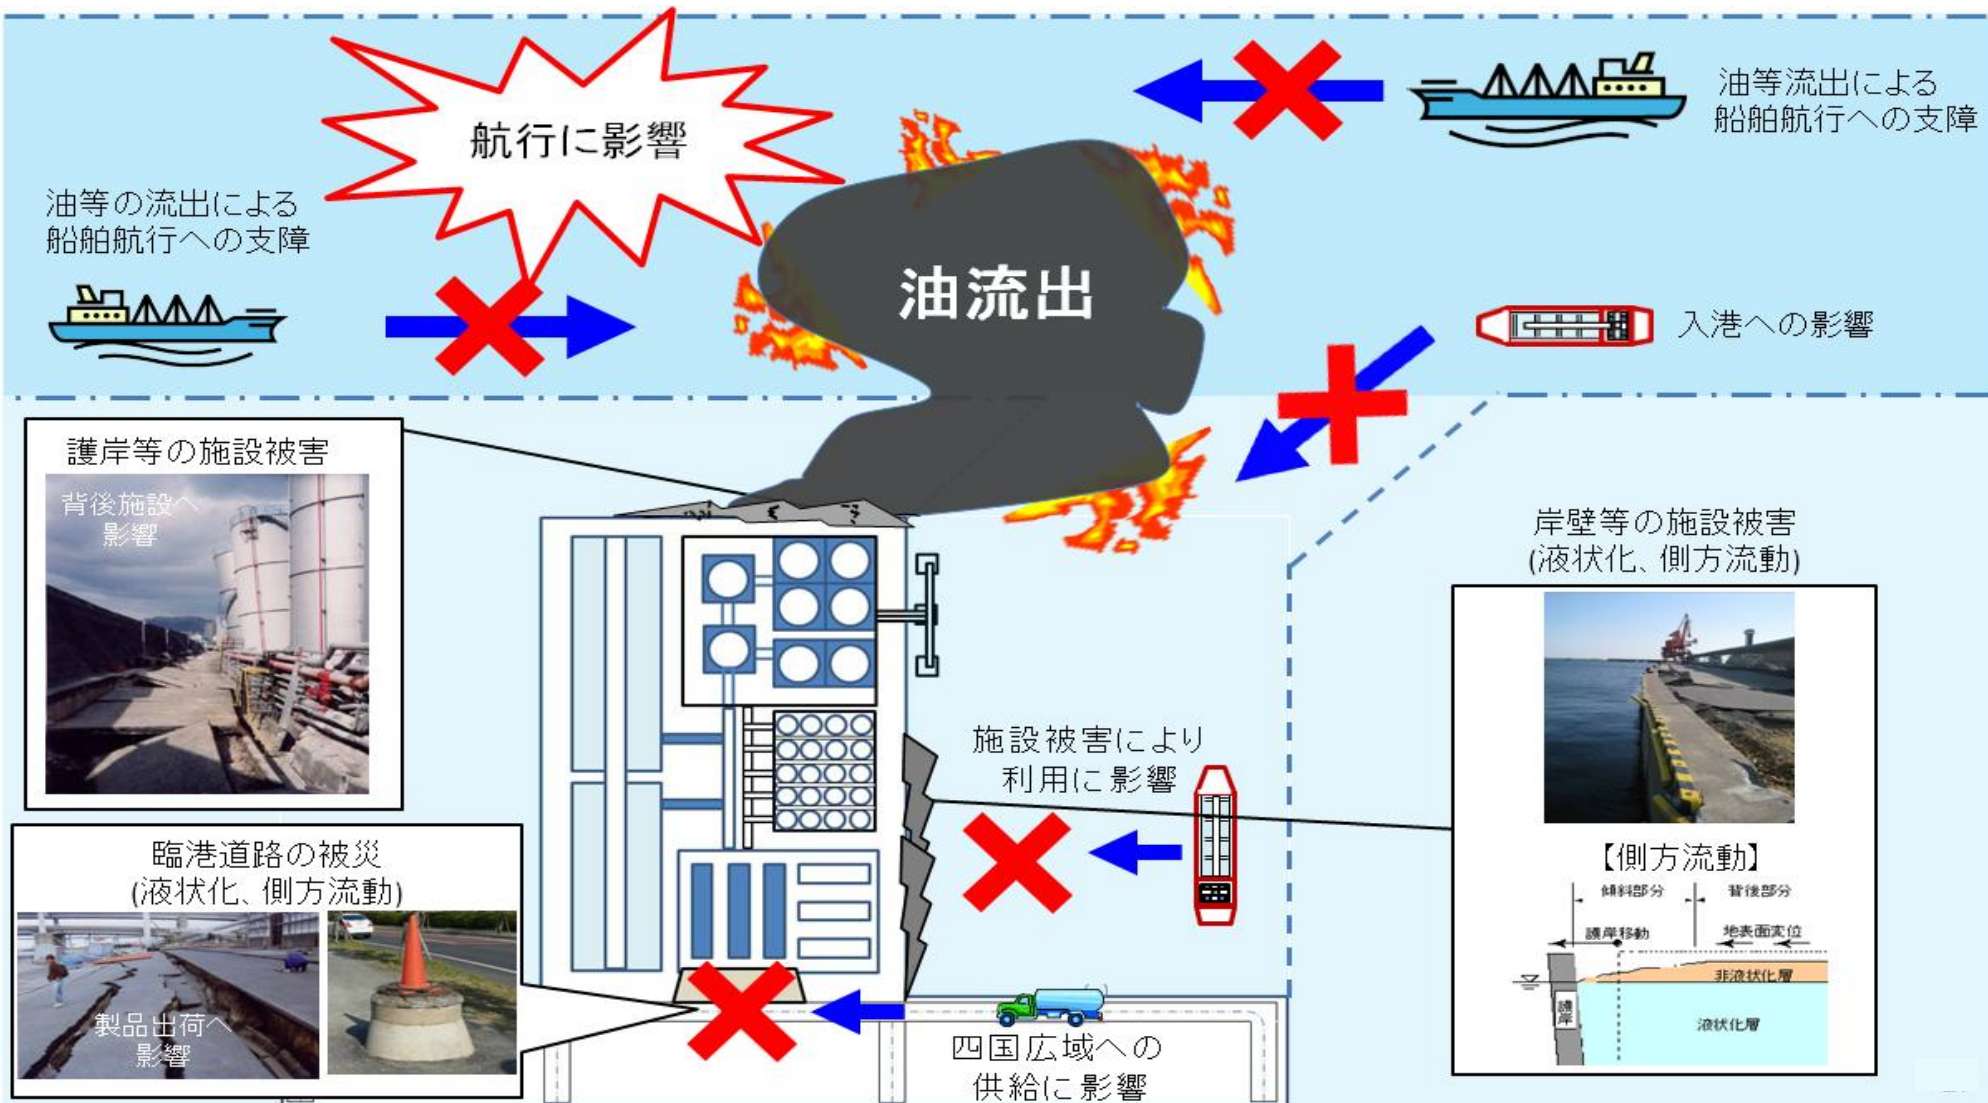 航行に影響
油等流出による
船舶航行への支障
油等の流出による
船舶航行への支障
油流出
入港への影響
護岸等の施設被害
背後施設へ
影響
岸壁等の施設被害
(液状化、側方流動)
施設被害により
利用に影響
臨港道路の被災
(液状化、側方流動)
製品出荷へ
影響
【側方流動】
傾斜部分
背後部分
護岸移動
地表面変位
非液状化層
護岸
液状化層
四国広域への
供給に影響